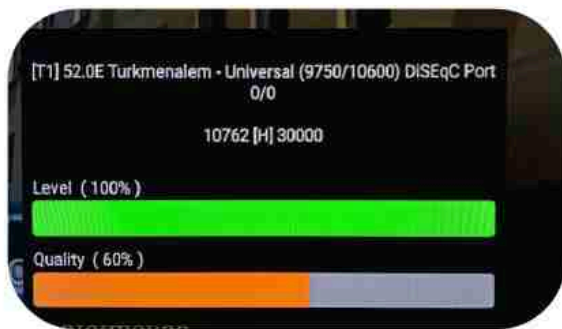 [T1] 52.0E Turkmenalem - Universal (9750/10600) DiSEqC Port
0/0
10762 [H] 30000
Level ( 100% )
Quality ( 60% )